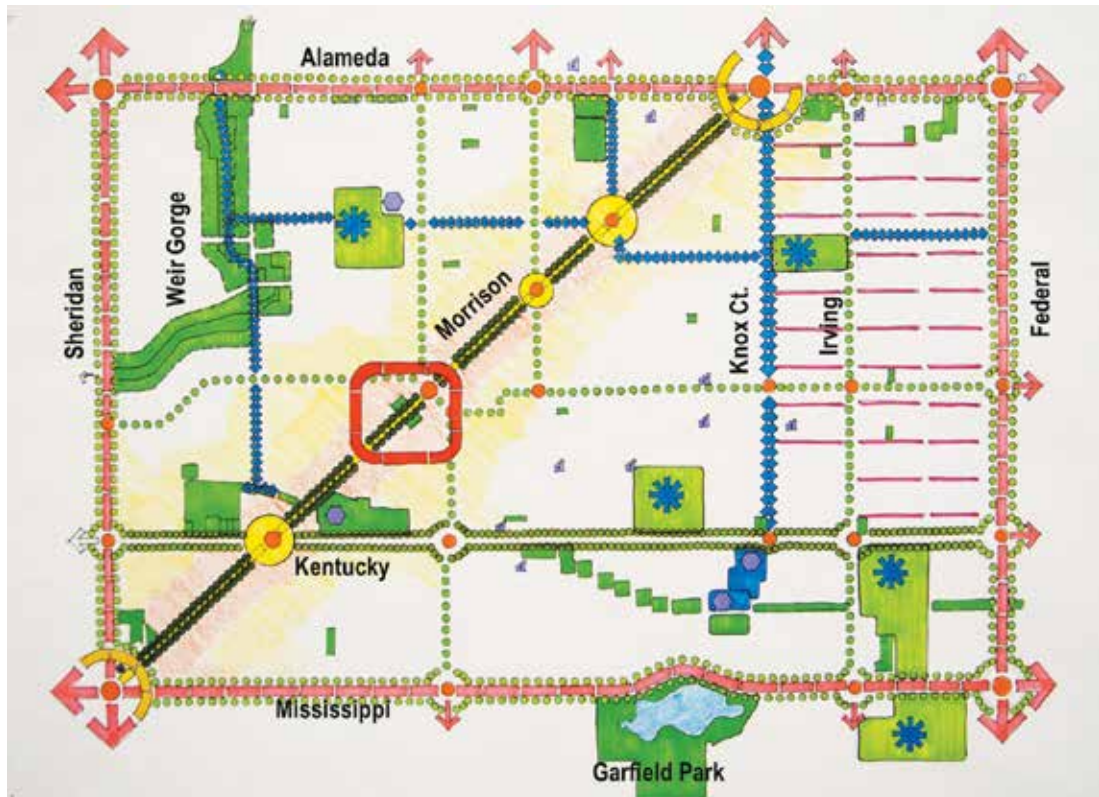 Alameda
Weir Gorge
Sheridan
Morrison
Knox Ct.
Irving
Federal
Kentucky
Mississippi
Garfield Park